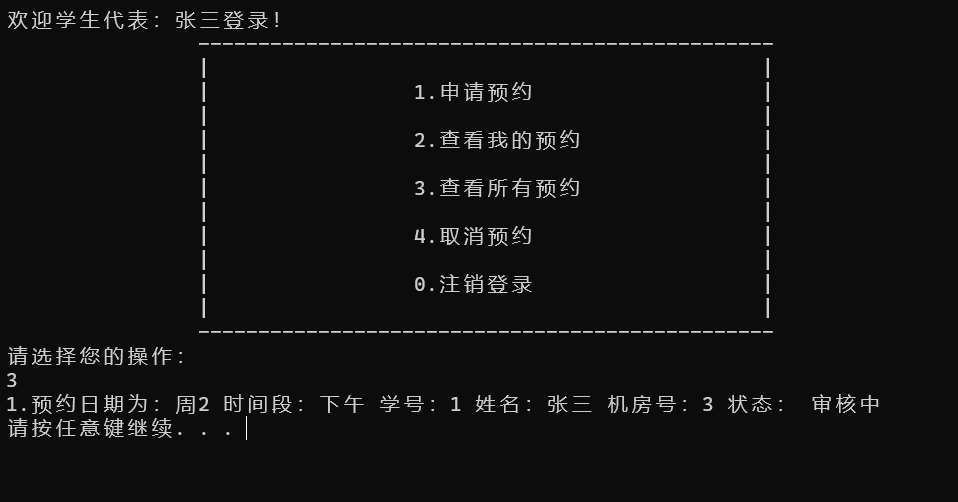 欢迎学生代表: 张三登录!
------------------------------------------------
|                                              |
|                 1.申请预约                   |
|                                              |
|                 2.查看我的预约               |
|                                              |
|                 3.查看所有预约               |
|                                              |
|                 4.取消预约                   |
|                                              |
|                 0.注销登录                   |
|                                              |
------------------------------------------------
请选择您的操作:
3
1.预约日期为: 周2 时间段: 下午 学号: 1 姓名: 张三 机房号: 3 状态:  审核中
请按任意键继续. . .